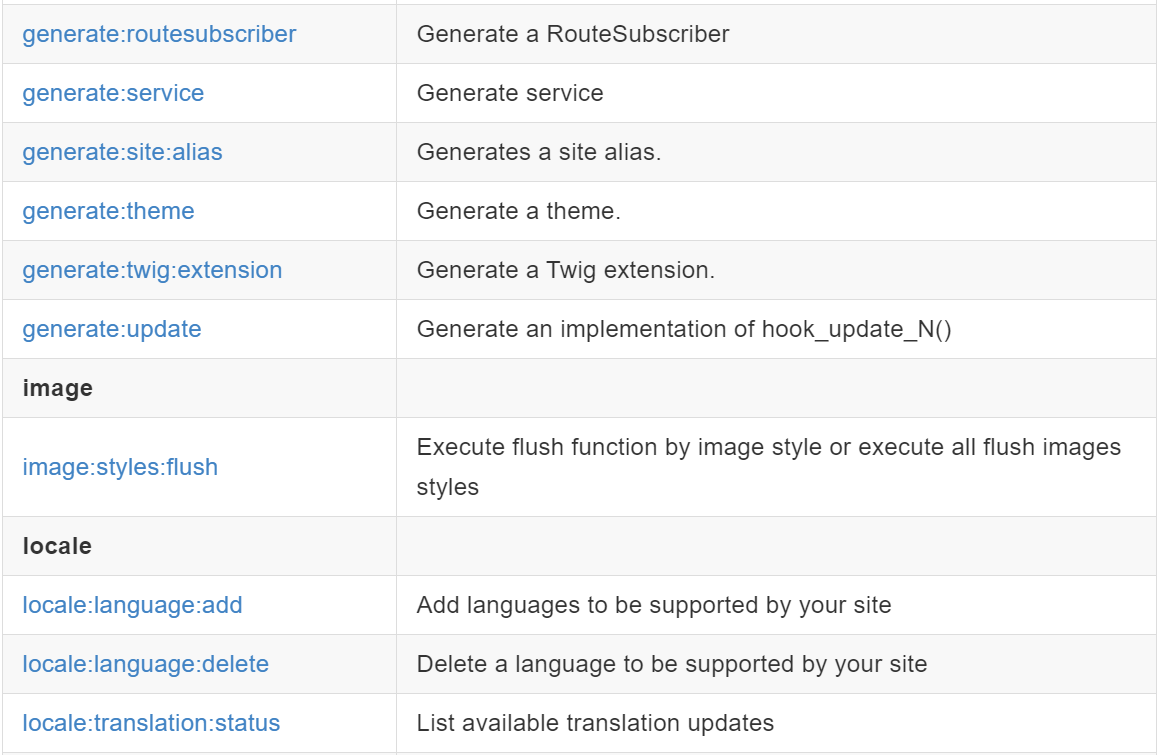 generate:routesubscriber Generate a RouteSubscriber
generate:service Generate service
generate:site:alias Generates a site alias.
generate:theme Generate a theme.
generate:twig:extension Generate a Twig extension.
generate:update Generate an implementation of hook_update_N()
image
image:styles:flush Execute flush function by image style or execute all flush images
styles
locale
locale:language:add Add languages to be supported by your site
locale:language:delete Delete a language to be supported by your site
locale:translation:status List available translation updates